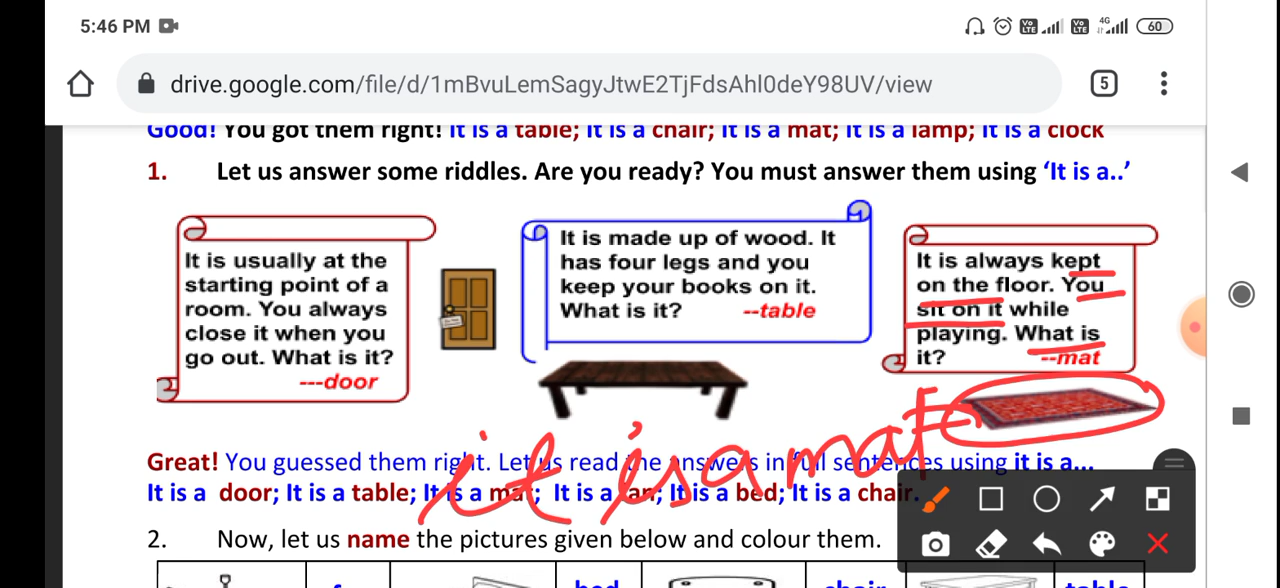 5:46 PM
4G 60
drive.google.com/file/d/1mBvuLemSagyJtwE2TjFdsAhl0deY98UV/view
5
Good! You got them right! It is a table; It is a chair; It is a mat; It is a lamp; It is a clock
1. Let us answer some riddles. Are you ready? You must answer them using ‘It is a..’
It is usually at the
starting point of a
room. You always
close it when you
go out. What is it?
---door
It is made up of wood. It
has four legs and you
keep your books on it.
What is it? --table
It is always kept
on the floor. You
sit on it while
playing. What is
it? --mat
it is a mat
Great! You guessed them right. Let us read the answers in full sentences using it is a...
It is a door; It is a table; It is a mat; It is a fan; It is a bed; It is a chair.
2. Now, let us name the pictures given below and colour them.
bed chair table